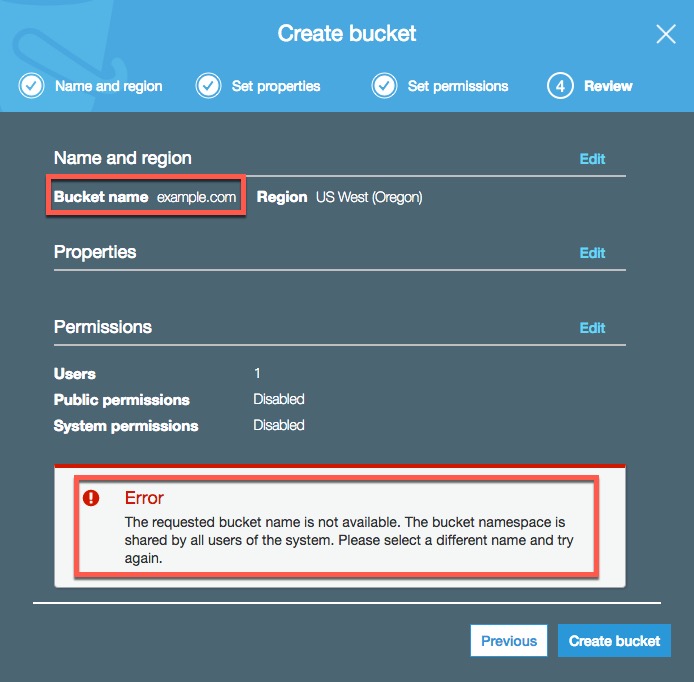 Create bucket
Name and region
Set properties
Set permissions
4 Review
Name and region Edit
Bucket name example.com Region US West (Oregon)
Properties Edit
Permissions Edit
Users 1
Public permissions Disabled
System permissions Disabled
Error
The requested bucket name is not available. The bucket namespace is
shared by all users of the system. Please select a different name and try
again.
Previous Create bucket